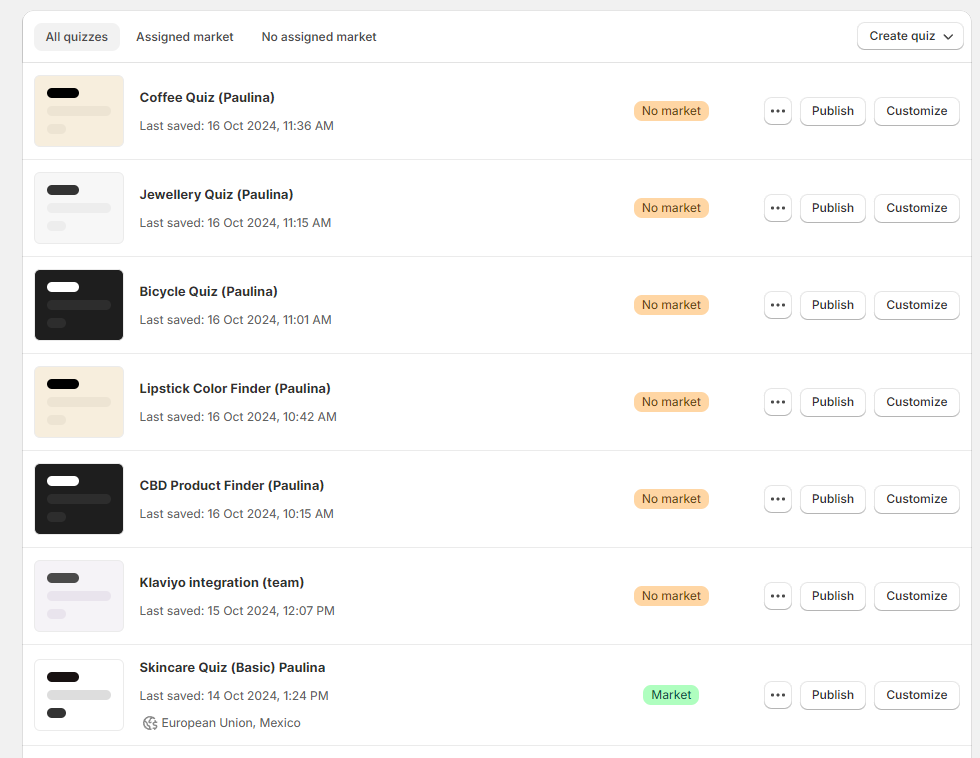 All quizzes Assigned market No assigned market Create quiz
Coffee Quiz (Paulina)
Last saved: 16 Oct 2024, 11:36 AM
No market ••• Publish Customize
Jewellery Quiz (Paulina)
Last saved: 16 Oct 2024, 11:15 AM
No market ••• Publish Customize
Bicycle Quiz (Paulina)
Last saved: 16 Oct 2024, 11:01 AM
No market ••• Publish Customize
Lipstick Color Finder (Paulina)
Last saved: 16 Oct 2024, 10:42 AM
No market ••• Publish Customize
CBD Product Finder (Paulina)
Last saved: 16 Oct 2024, 10:15 AM
No market ••• Publish Customize
Klaviyo integration (team)
Last saved: 15 Oct 2024, 12:07 PM
No market ••• Publish Customize
Skincare Quiz (Basic) Paulina
Last saved: 14 Oct 2024, 1:24 PM
Market ••• Publish Customize
European Union, Mexico